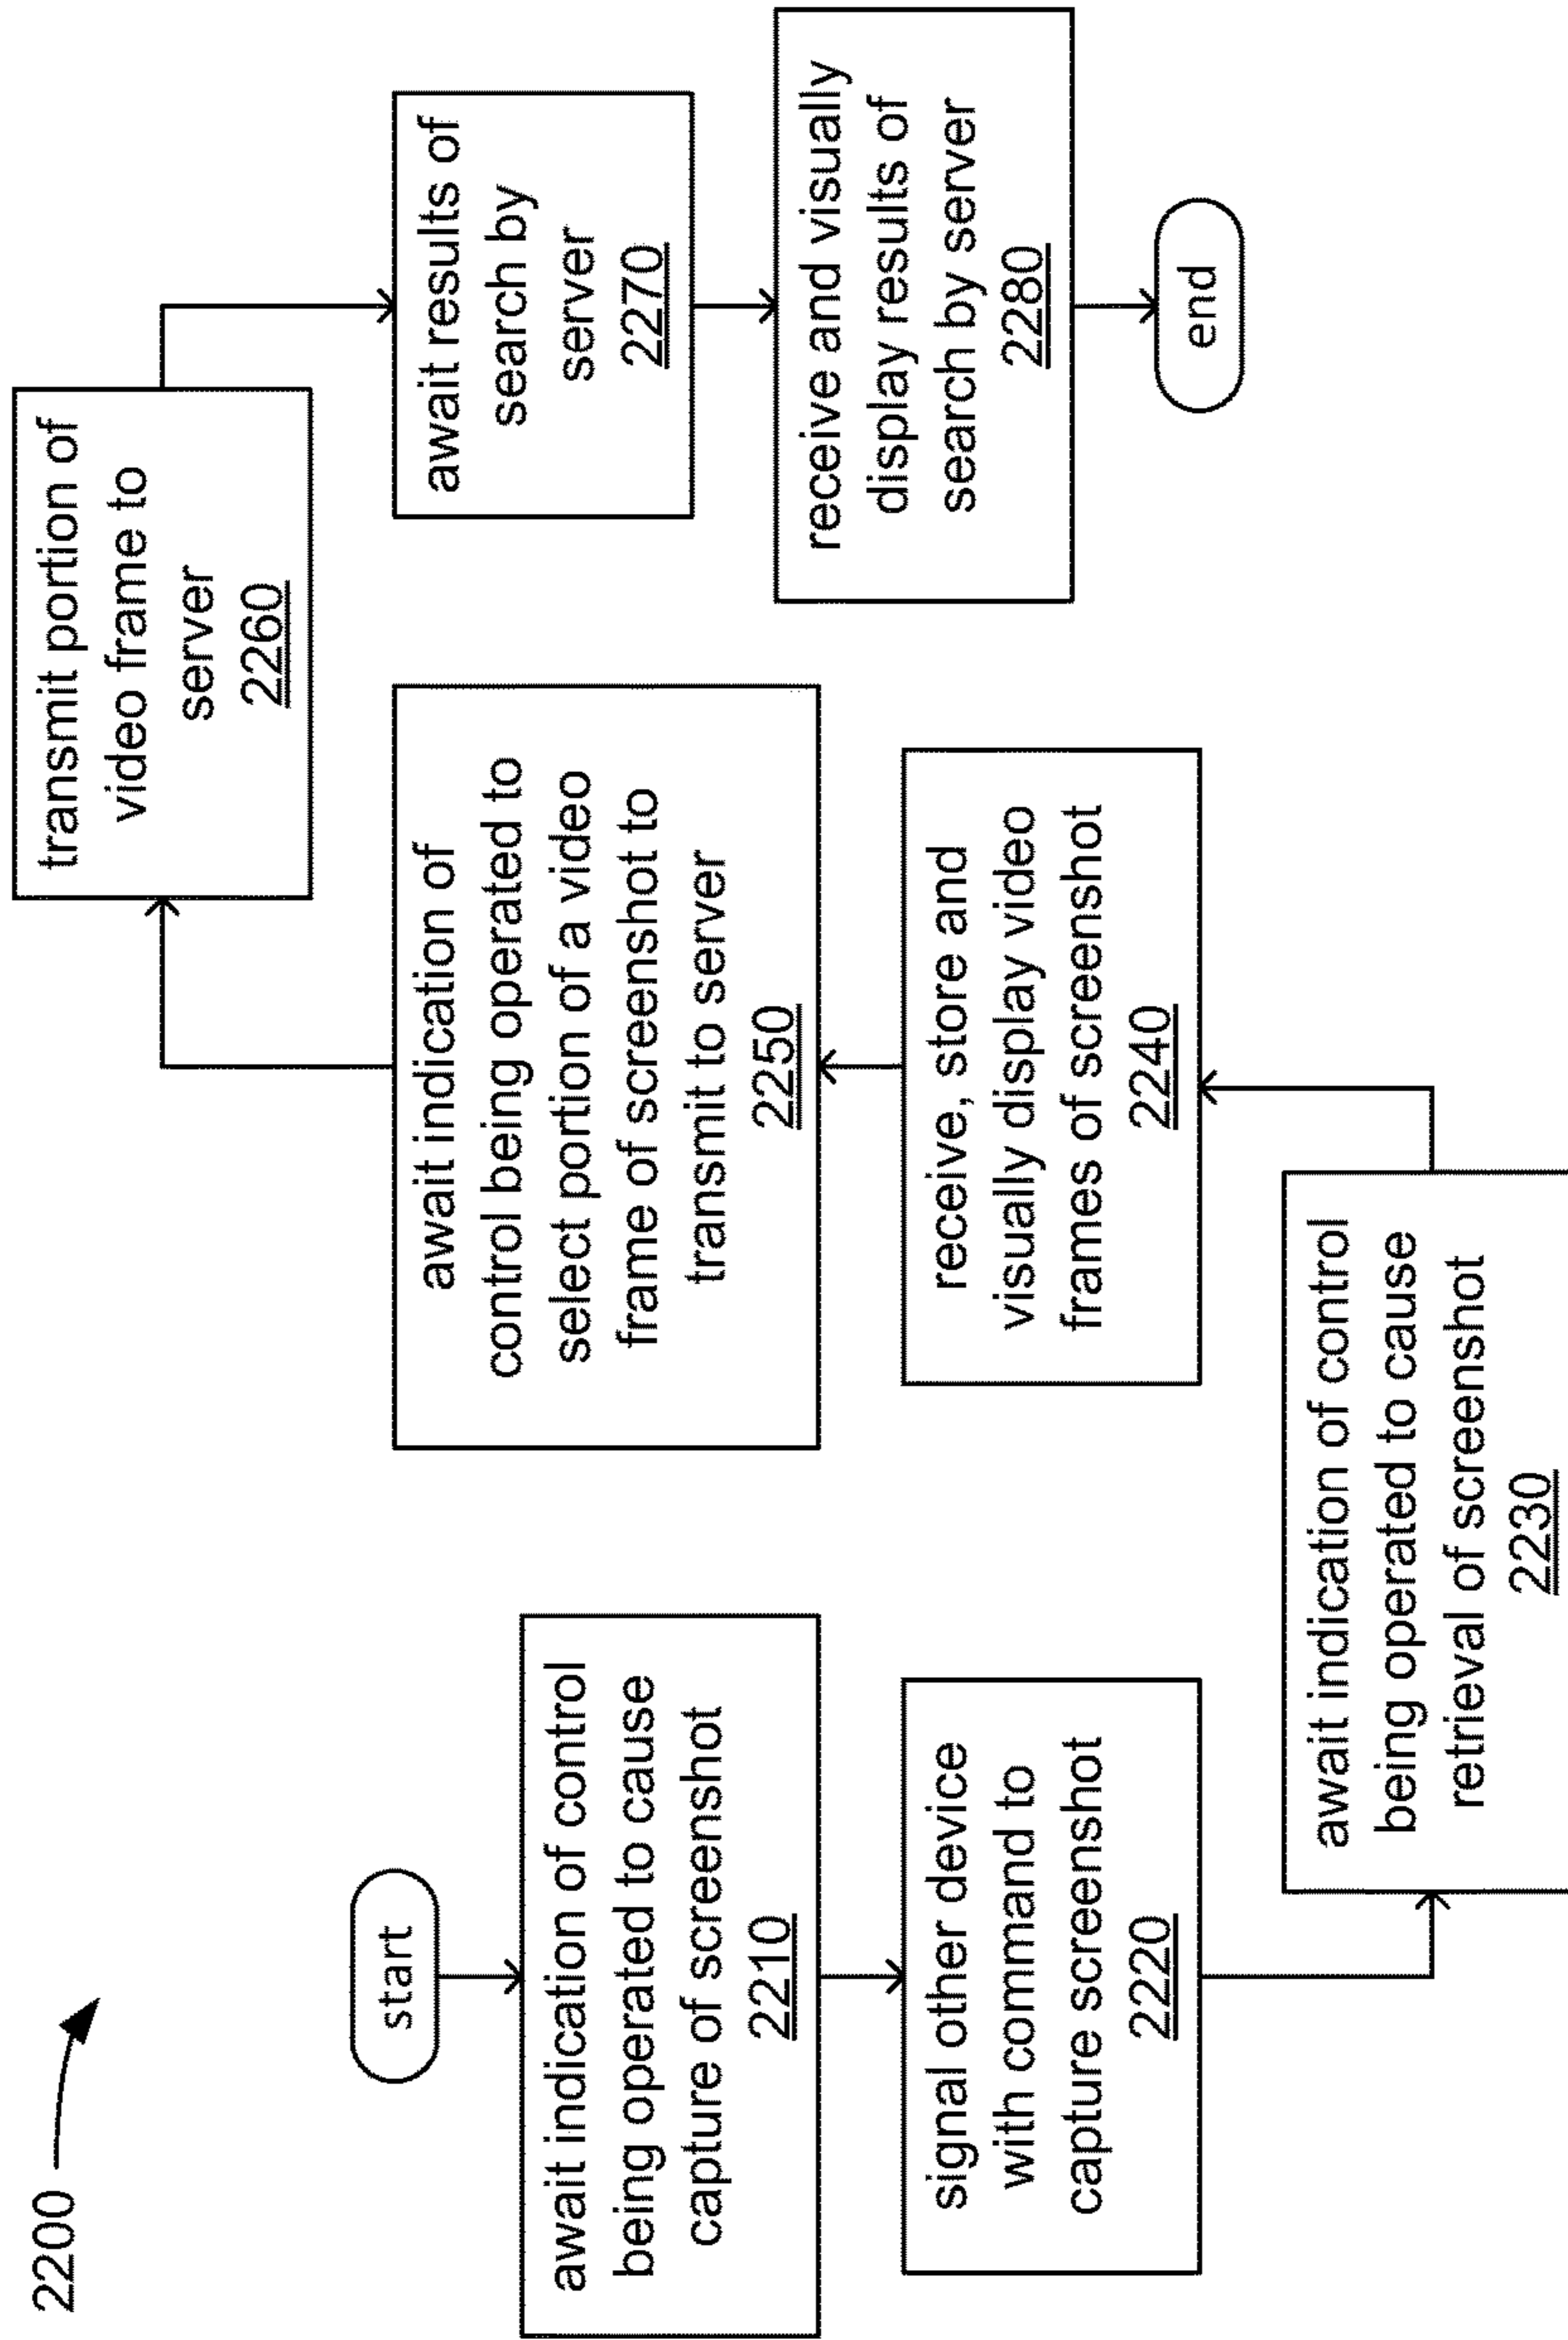 2200
start
await indication of control
being operated to cause
capture of screenshot
2210
signal other device
with command to
capture screenshot
2220
await indication of control
being operated to cause
retrieval of screenshot
2230
receive, store and
visually display video
frames of screenshot
2240
await indication of
control being operated to
select portion of a video
frame of screenshot to
transmit to server
2250
transmit portion of
video frame to
server
2260
await results of
search by
server
2270
receive and visually
display results of
search by server
2280
end